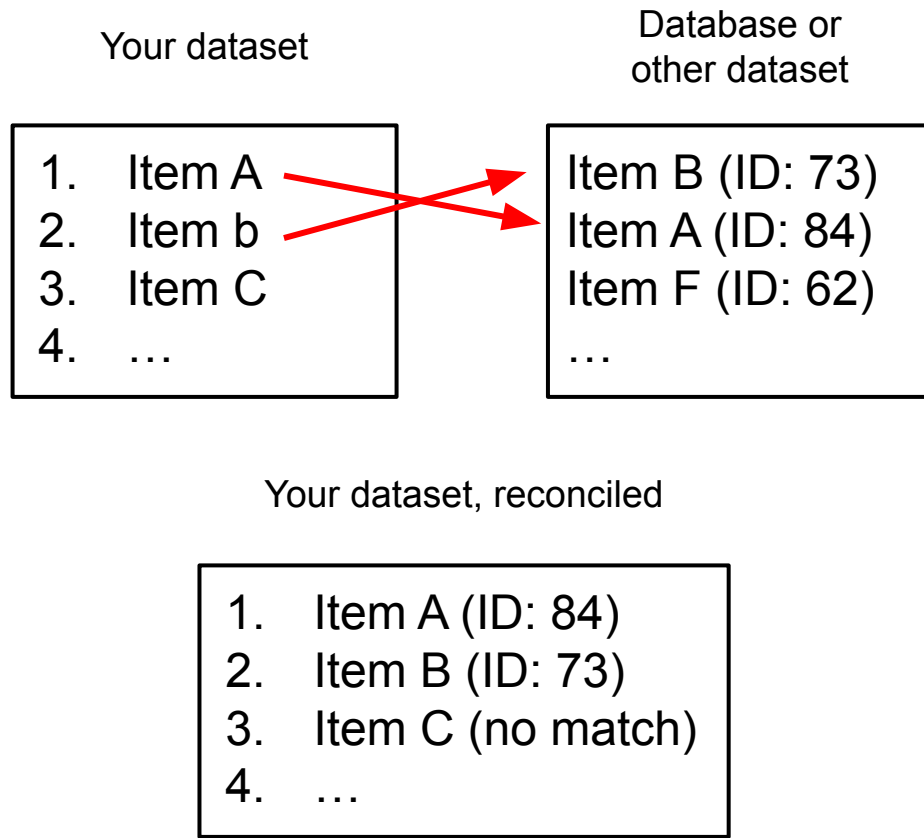 Your dataset
1. Item A
2. Item b
3. Item C
4. …
Database or
other dataset
Item B (ID: 73)
Item A (ID: 84)
Item F (ID: 62)
…
Your dataset, reconciled
1. Item A (ID: 84)
2. Item B (ID: 73)
3. Item C (no match)
4. …